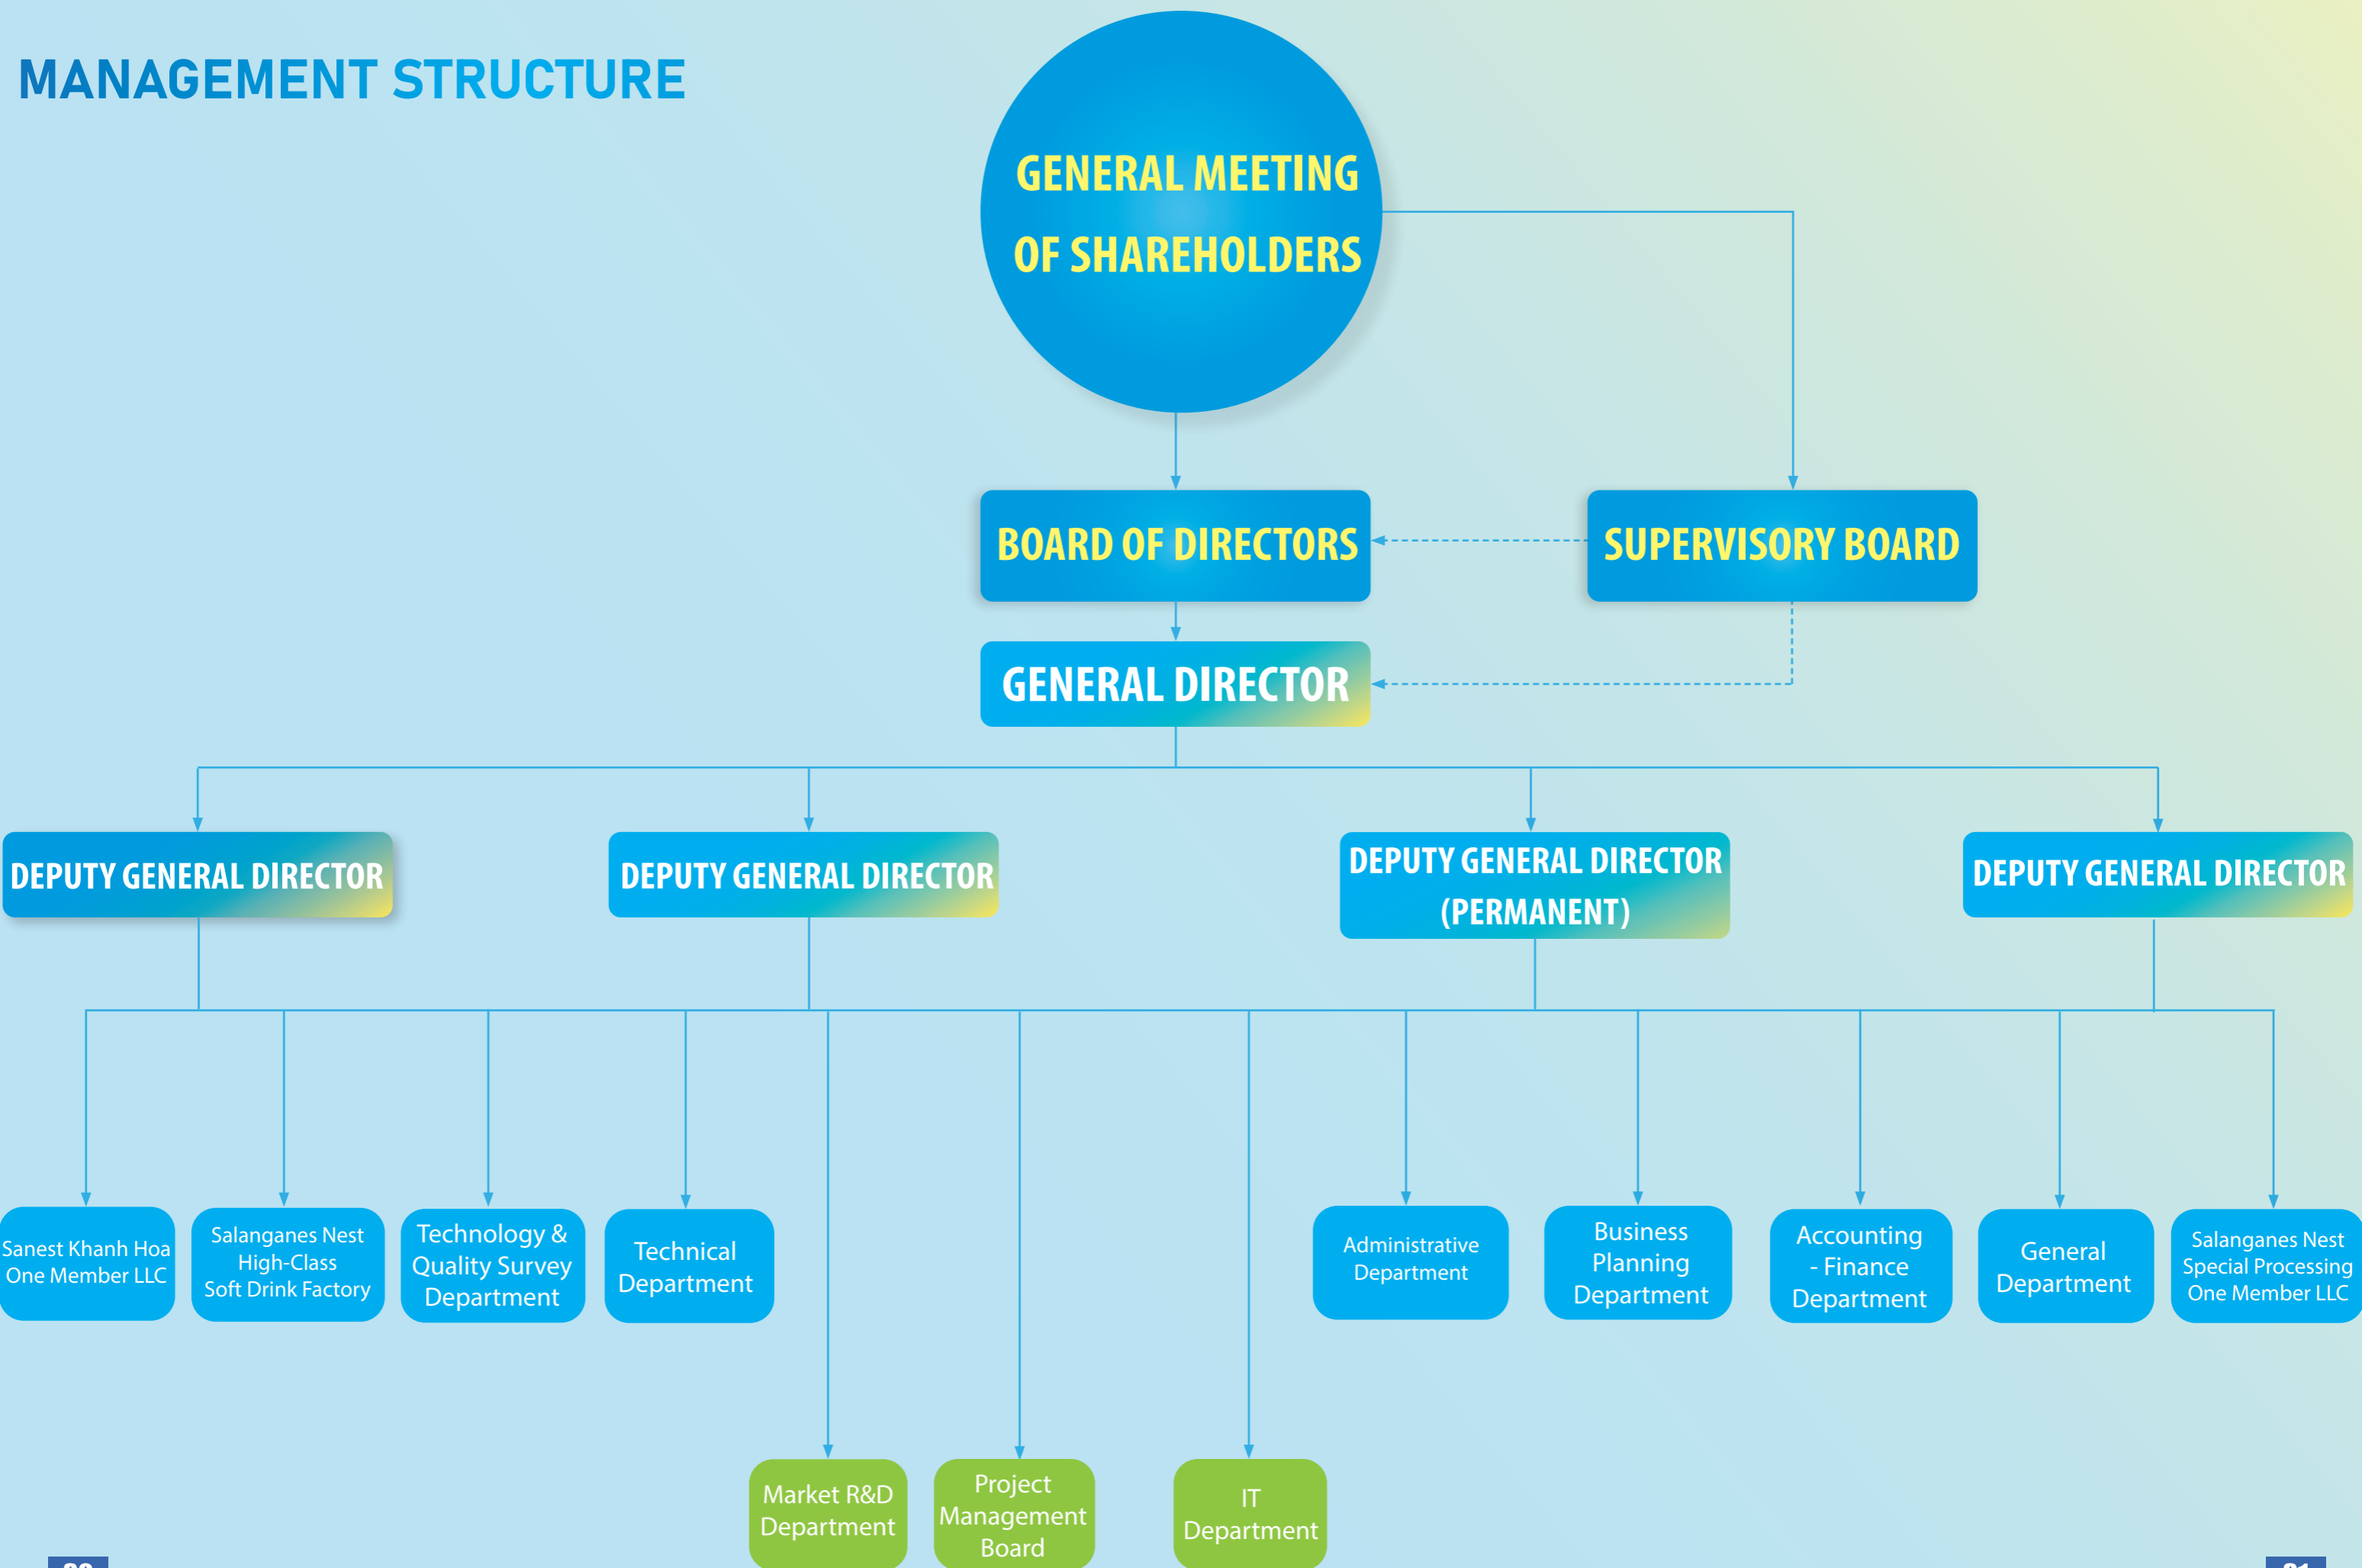 MANAGEMENT STRUCTURE
GENERAL MEETING
OF SHAREHOLDERS
BOARD OF DIRECTORS
SUPERVISORY BOARD
GENERAL DIRECTOR
DEPUTY GENERAL DIRECTOR
DEPUTY GENERAL DIRECTOR
DEPUTY GENERAL DIRECTOR
(PERMANENT)
DEPUTY GENERAL DIRECTOR
Sanest Khanh Hoa
One Member LLC
Salanganes Nest
High-Class
Soft Drink Factory
Technology &
Quality Survey
Department
Technical
Department
Administrative
Department
Business
Planning
Department
Accounting
- Finance
Department
General
Department
Salanganes Nest
Special Processing
One Member LLC
Market R&D
Department
Project
Management
Board
IT
Department